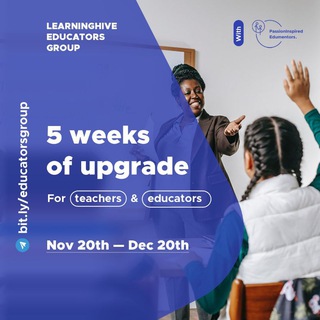 LEARNINGHIVE
EDUCATORS
GROUP
With
PassionInspired
Edumentors.
5 weeks
of upgrade
For teachers & educators
bit.ly/educatorsgroup
Nov 20th — Dec 20th